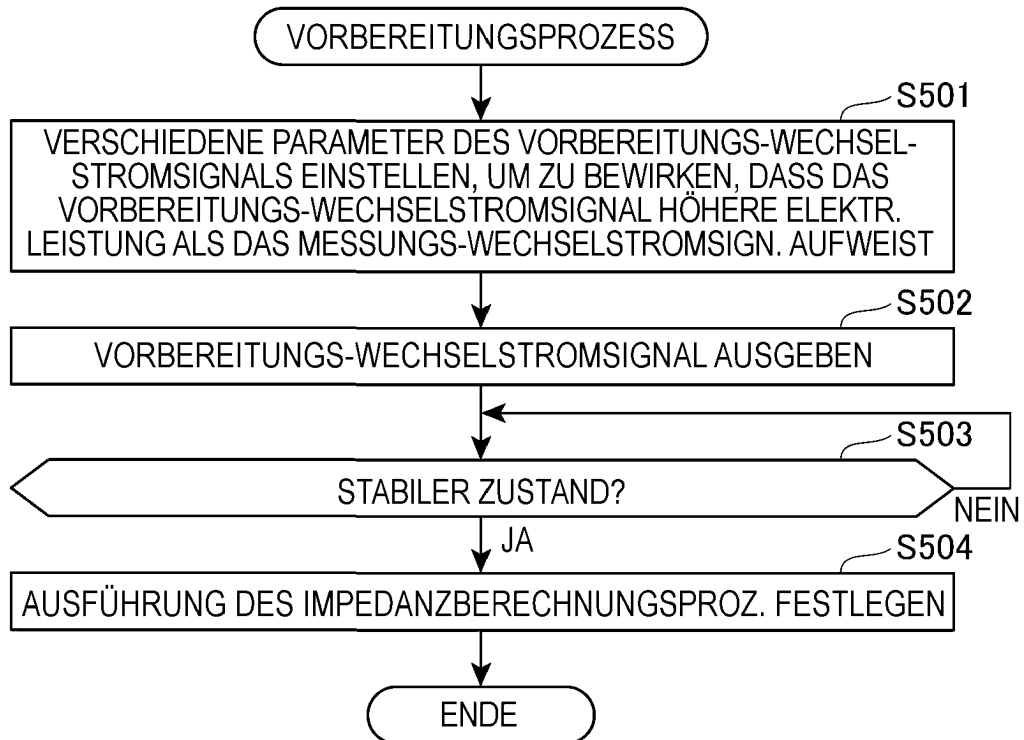 VORBEREITUNGSPROZESS
S501
VERSCHIEDENE PARAMETER DES VORBEREITUNGS-WECHSEL-
STROMSIGNALS EINSTELLEN, UM ZU BEWIRKEN, DASS DAS
VORBEREITUNGS-WECHSELSTROMSIGNAL HÖHERE ELEKTR.
LEISTUNG ALS DAS MESSUNGS-WECHSELSTROMSIGN. AUFWEIST
S502
VORBEREITUNGS-WECHSELSTROMSIGNAL AUSGEBEN
S503
STABILER ZUSTAND?
NEIN
JA
S504
AUSFÜHRUNG DES IMPEDANZBERECHNUNGSPROZ. FESTLEGEN
ENDE